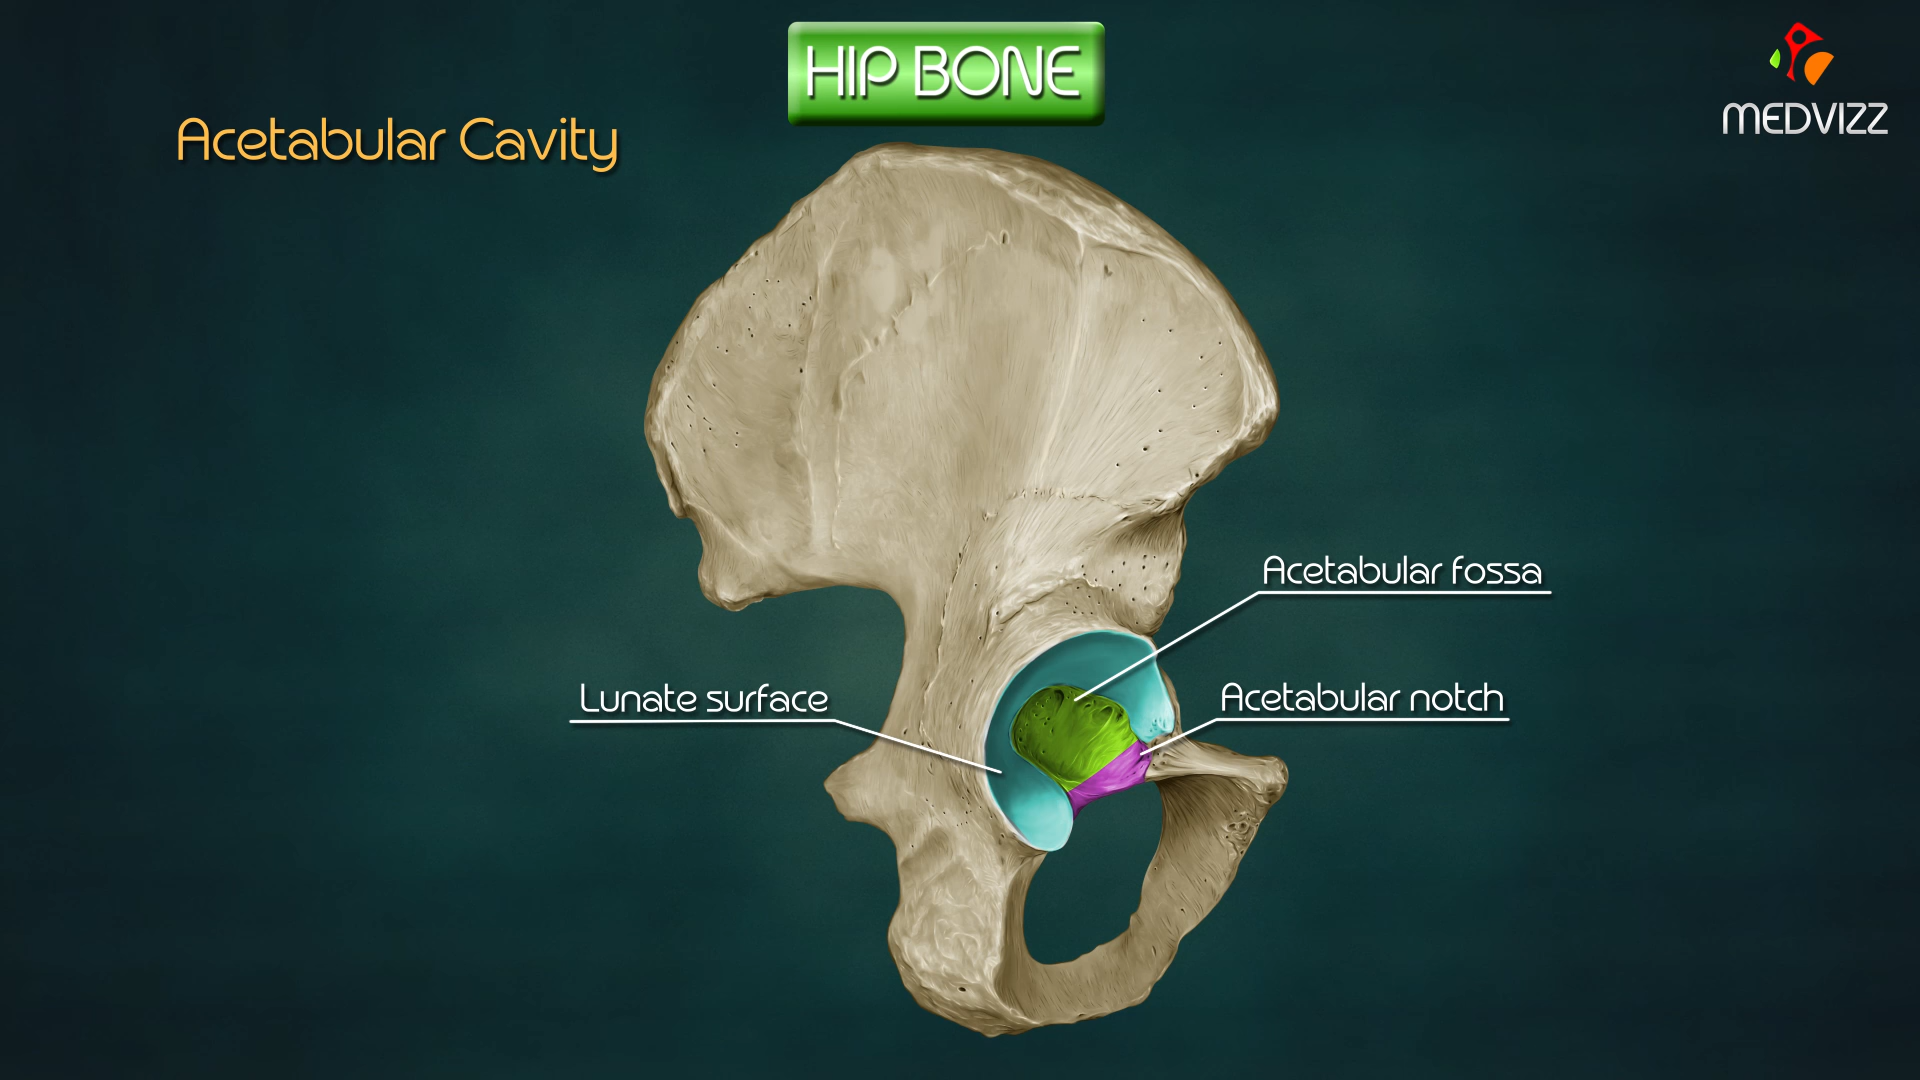 HIP BONE
MEDVIZZ
Acetabular Cavity
Acetabular fossa
Lunate surface
Acetabular notch